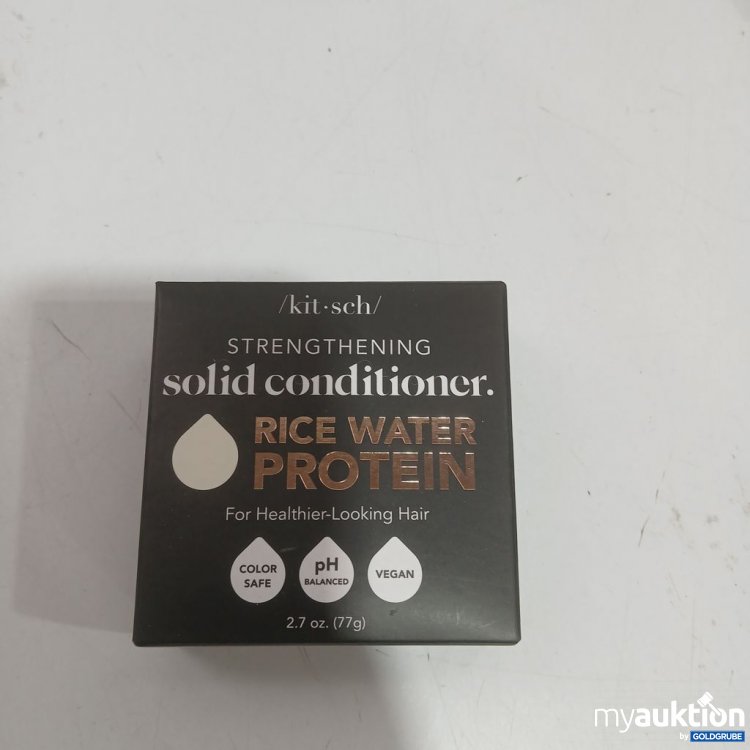 /kit·sch/
STRENGTHENING
solid conditioner.
RICE WATER
PROTEIN
For Healthier-Looking Hair
COLOR
SAFE
pH
BALANCED
VEGAN
2.7 oz. (77g)
myauktion
by GOLDGRUBE